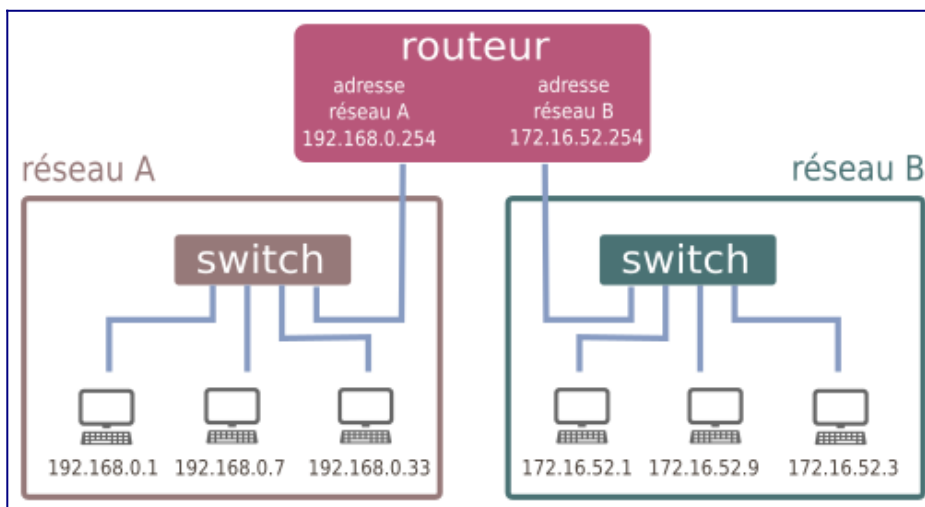 routeur
adresse
réseau A
192.168.0.254
adresse
réseau B
172.16.52.254
réseau A
réseau B
switch
switch
192.168.0.1
192.168.0.7
192.168.0.33
172.16.52.1
172.16.52.9
172.16.52.3